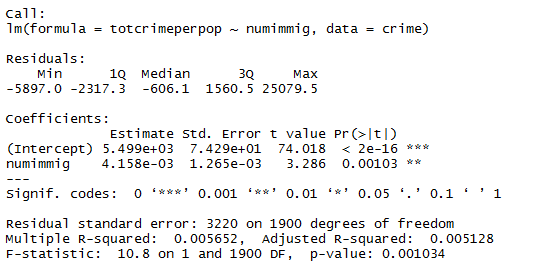 Call:
lm(formula = totcrimeperpop ~ numimmig, data = crime)
Residuals:
    Min      1Q  Median      3Q     Max
-5897.0 -2317.3  -606.1  1560.5 25079.5
Coefficients:
             Estimate Std. Error t value Pr(>|t|)
(Intercept) 5.499e+03  7.429e+01  74.018  < 2e-16 ***
numimmig    4.158e-03  1.265e-03   3.286  0.00103 **
---
Signif. codes:  0 ‘***’ 0.001 ‘**’ 0.01 ‘*’ 0.05 ‘.’ 0.1 ‘ ’ 1
Residual standard error: 3220 on 1900 degrees of freedom
Multiple R-squared:  0.005652,	Adjusted R-squared:  0.005128
F-statistic:  10.8 on 1 and 1900 DF,  p-value: 0.001034